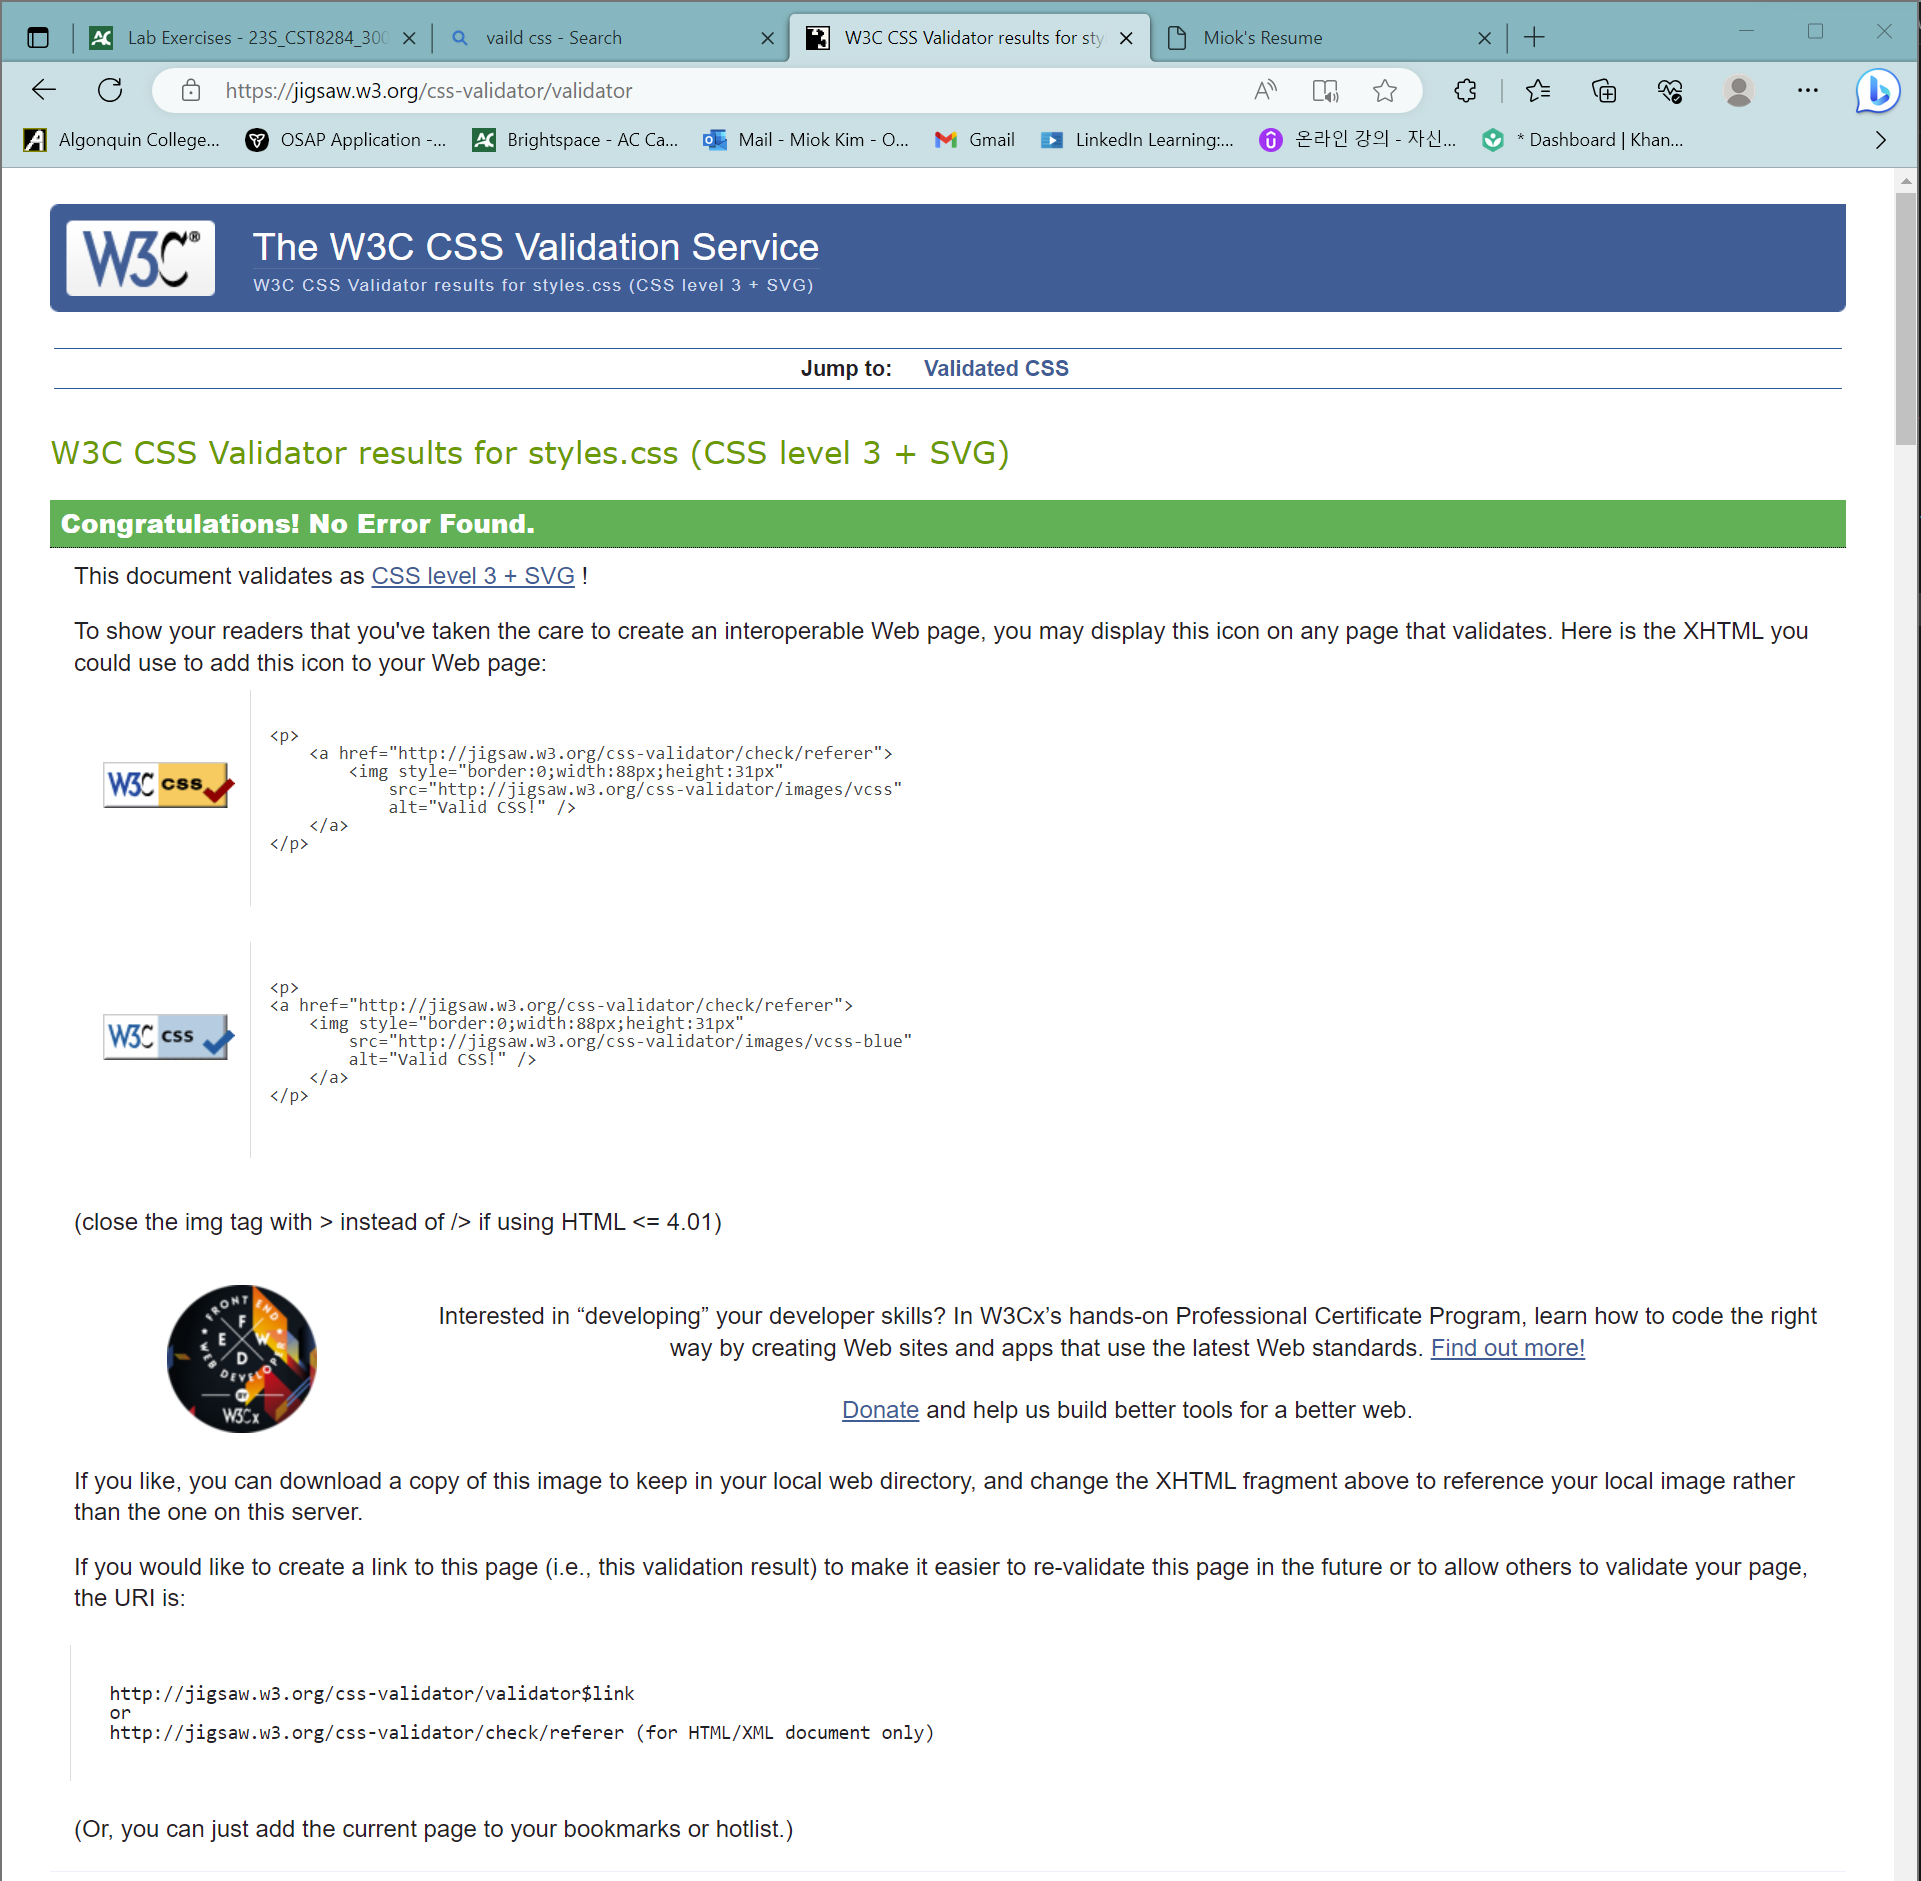 Lab Exercises - 23S_CST8284_300
vaild css - Search
W3C CSS Validator results for sty
Miok's Resume
https://jigsaw.w3.org/css-validator/validator
Algonquin College...
OSAP Application -...
Brightspace - AC Ca...
Mail - Miok Kim - O...
Gmail
LinkedIn Learning:...
온라인 강의 - 자신...
* Dashboard | Khan...
W3C®
The W3C CSS Validation Service
W3C CSS Validator results for styles.css (CSS level 3 + SVG)
Jump to: Validated CSS
W3C CSS Validator results for styles.css (CSS level 3 + SVG)
Congratulations! No Error Found.
This document validates as CSS level 3 + SVG !
To show your readers that you've taken the care to create an interoperable Web page, you may display this icon on any page that validates. Here is the XHTML you
could use to add this icon to your Web page:
W3C css
<p>
<a href="http://jigsaw.w3.org/css-validator/check/referer">
<img style="border:0;width:88px;height:31px"
src="http://jigsaw.w3.org/css-validator/images/vcss"
alt="Valid CSS!" />
</a>
</p>
W3C css
<p>
<a href="http://jigsaw.w3.org/css-validator/check/referer">
<img style="border:0;width:88px;height:31px"
src="http://jigsaw.w3.org/css-validator/images/vcss-blue"
alt="Valid CSS!" />
</a>
</p>
(close the img tag with > instead of /> if using HTML <= 4.01)
FRONT END
F E W D
WEB DEVELOPER
BY
W3Cx
Interested in “developing” your developer skills? In W3Cx’s hands-on Professional Certificate Program, learn how to code the right
way by creating Web sites and apps that use the latest Web standards. Find out more!
Donate and help us build better tools for a better web.
If you like, you can download a copy of this image to keep in your local web directory, and change the XHTML fragment above to reference your local image rather
than the one on this server.
If you would like to create a link to this page (i.e., this validation result) to make it easier to re-validate this page in the future or to allow others to validate your page,
the URI is:
http://jigsaw.w3.org/css-validator/validator$link
or
http://jigsaw.w3.org/css-validator/check/referer (for HTML/XML document only)
(Or, you can just add the current page to your bookmarks or hotlist.)